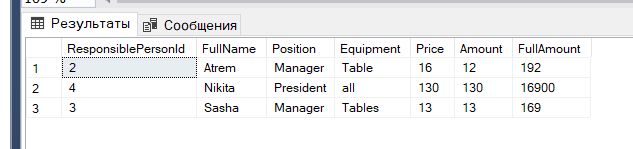 Результаты Сообщения
ResponsiblePersonId FullName Position Equipment Price Amount FullAmount
1 2 Atrem Manager Table 16 12 192
2 4 Nikita President all 130 130 16900
3 3 Sasha Manager Tables 13 13 169